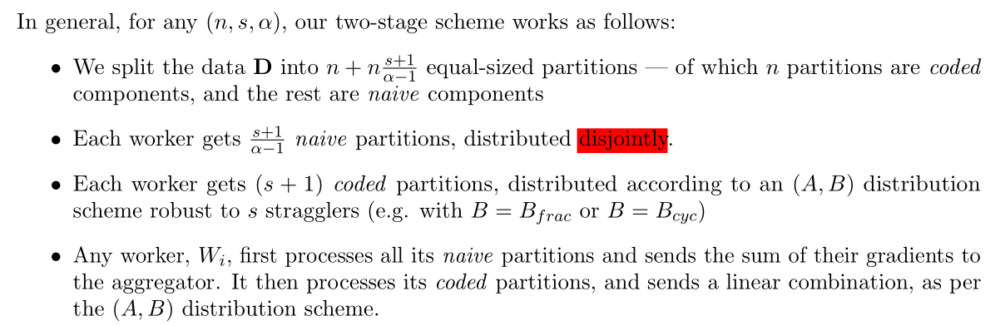 In general, for any (n, s, α), our two-stage scheme works as follows:
• We split the data D into n + n\frac{s+1}{α−1} equal-sized partitions — of which n partitions are coded
components, and the rest are naive components
• Each worker gets \frac{s+1}{α−1} naive partitions, distributed disjointly.
• Each worker gets (s + 1) coded partitions, distributed according to an (A, B) distribution
scheme robust to s stragglers (e.g. with B = B_{frac} or B = B_{cyc})
• Any worker, W_i, first processes all its naive partitions and sends the sum of their gradients to
the aggregator. It then processes its coded partitions, and sends a linear combination, as per
the (A, B) distribution scheme.